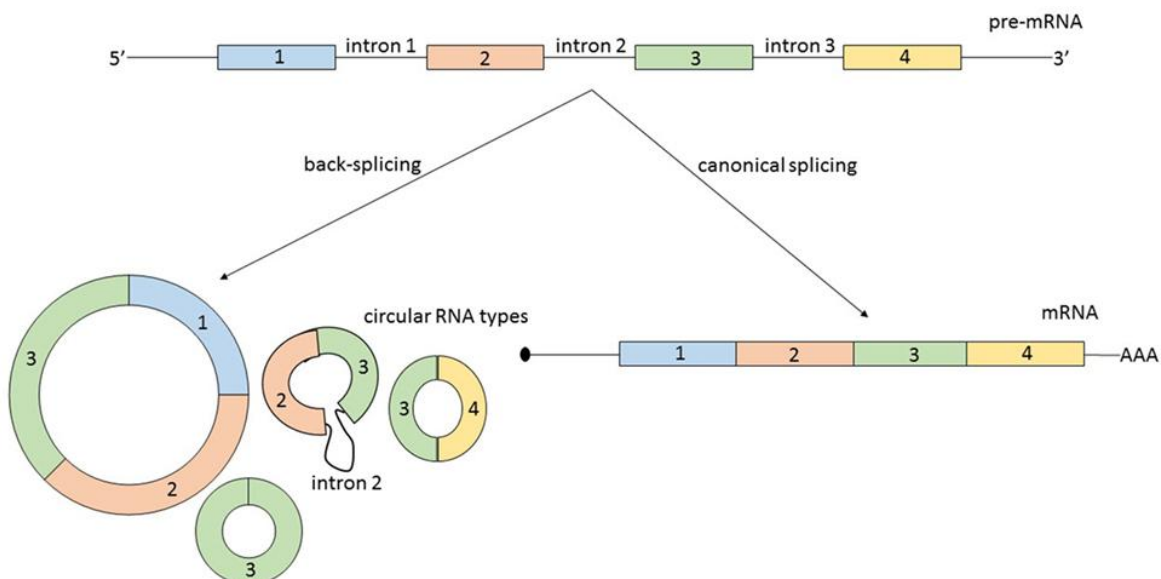 pre-mRNA
5’ 1 intron 1 2 intron 2 3 intron 3 4 3’
back-splicing
canonical splicing
circular RNA types
mRNA
1 2 3
2 3
intron 2
3 4
3
1 2 3 4 AAA